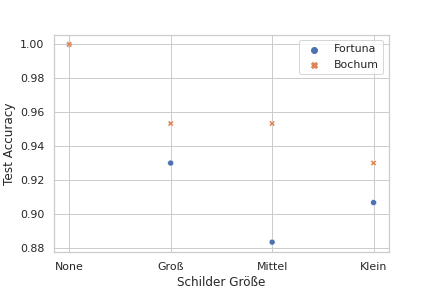 1.00
0.98
0.96
0.94
0.92
0.90
0.88
Test Accuracy
Fortuna
Bochum
None Groß Mittel Klein
Schilder Größe